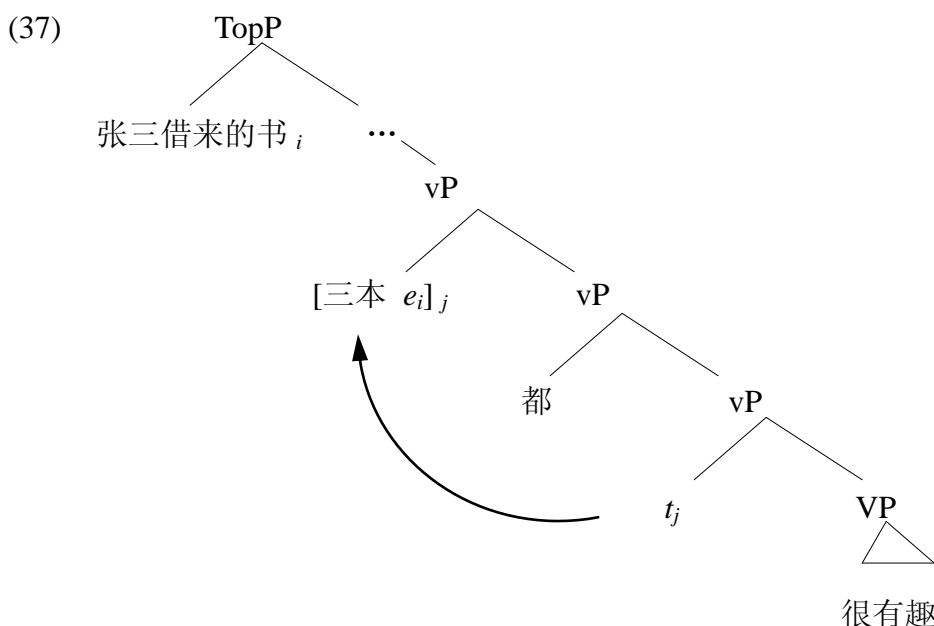 (37) TopP
张三借来的书 i ...
vP
[三本 ei] j vP
都 vP
tj VP
很有趣